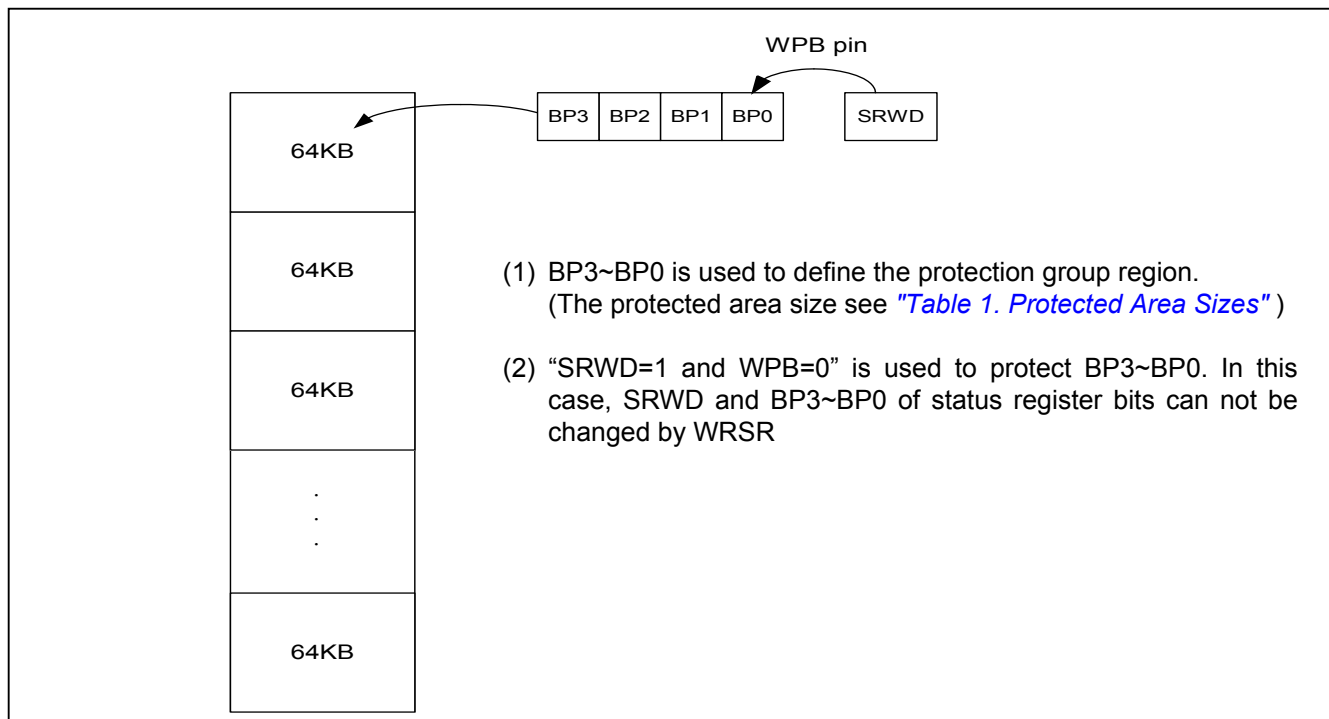 WPB pin
BP3 BP2 BP1 BP0 SRWD
64KB
64KB
64KB
.
.
.
64KB
(1) BP3~BP0 is used to define the protection group region.
(The protected area size see "Table 1. Protected Area Sizes" )
(2) “SRWD=1 and WPB=0” is used to protect BP3~BP0. In this
case, SRWD and BP3~BP0 of status register bits can not be
changed by WRSR